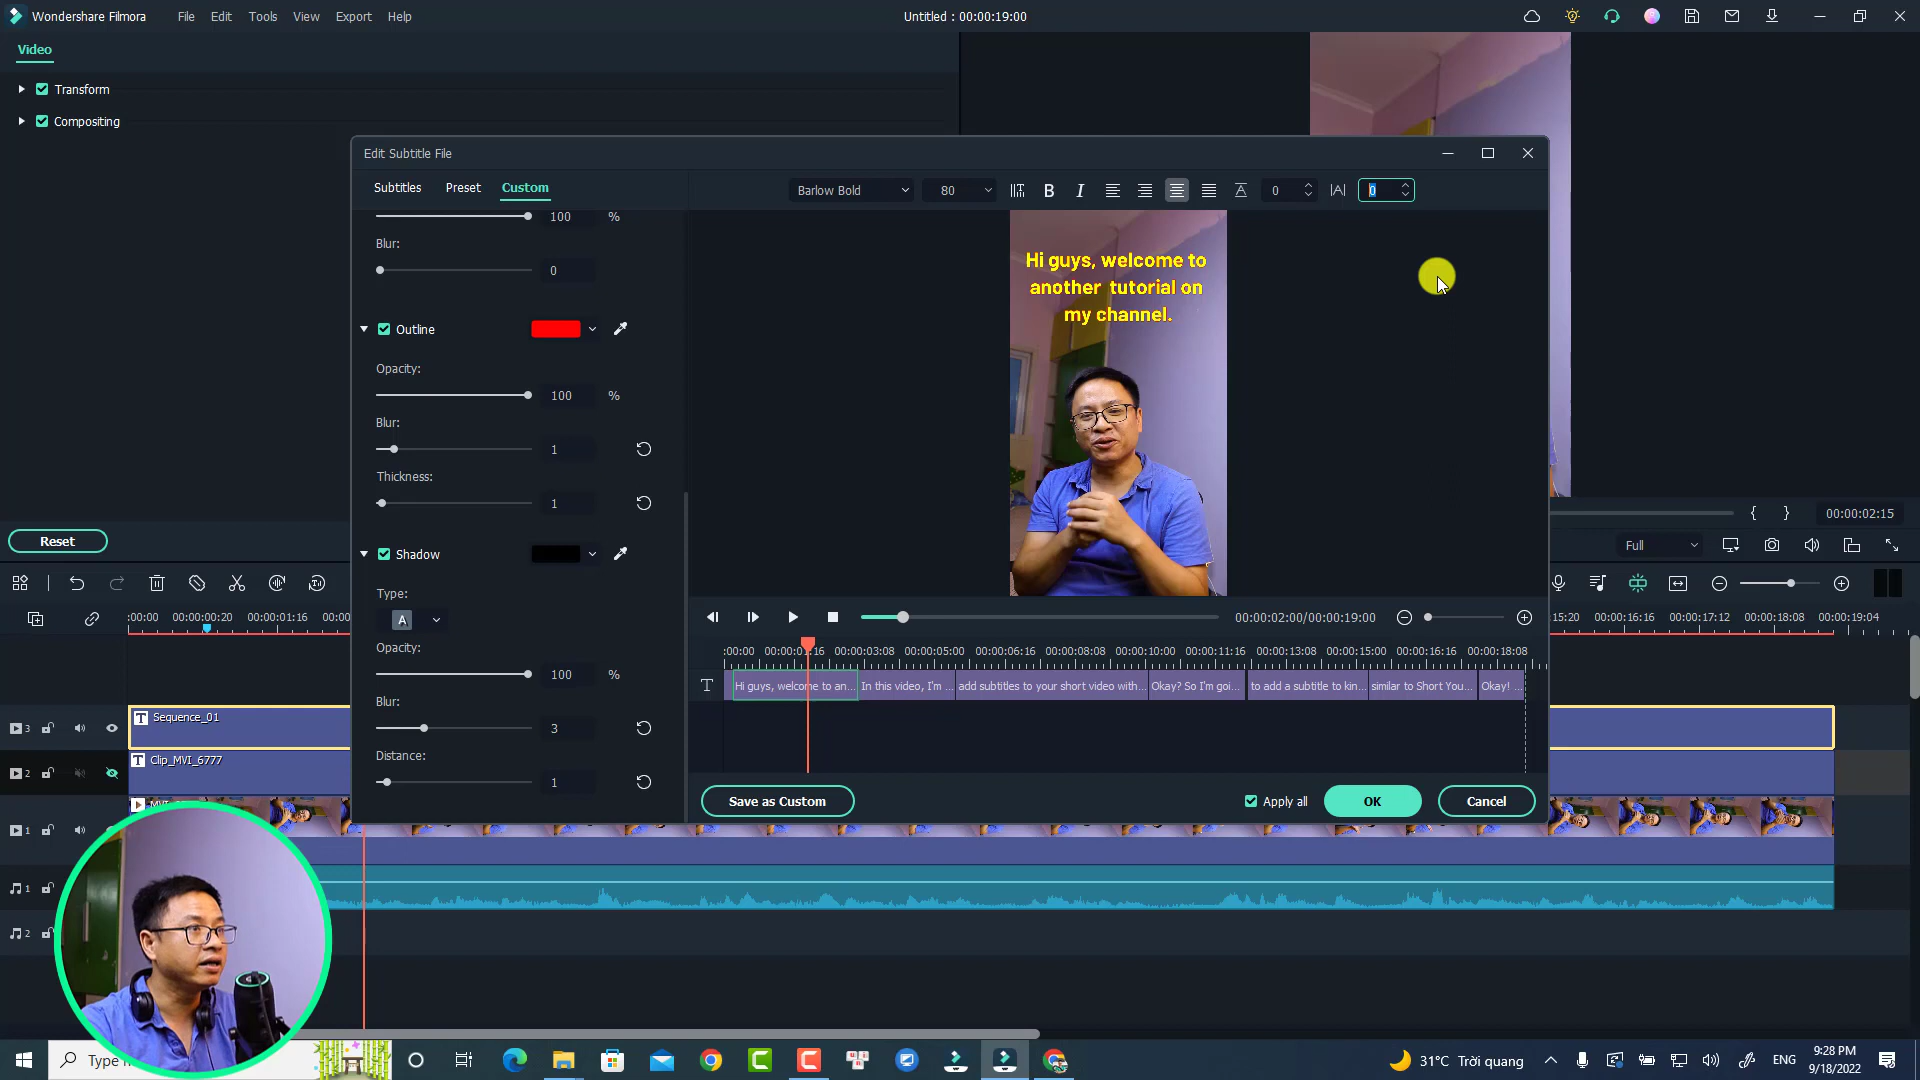 Wondershare Filmora File Edit Tools View Export Help Untitled : 00:00:19:00
Video
Transform
Compositing
Reset
Edit Subtitle File
Subtitles Preset Custom
Barlow Bold 80 B I A 0 |A| 0
100 %
Blur:
0
Outline
Opacity:
100 %
Blur:
1
Thickness:
1
Shadow
Type:
A
Opacity:
100 %
Blur:
3
Distance:
1
Hi guys, welcome to
another tutorial on
my channel.
00:00:02:00/00:00:19:00
:00:00 00:00:01:16 00:00:03:08 00:00:05:00 00:00:06:16 00:00:08:08 00:00:10:00 00:00:11:16 00:00:13:08 00:00:15:00 00:00:16:16 00:00:18:08
T Hi guys, welcome to an... In this video, I'm ... add subtitles to your short video with... Okay? So I'm goi... to add a subtitle to kin... similar to Short You... Okay! ...
Save as Custom Apply all OK Cancel
{ } 00:00:02:15
Full
:00:00 00:00:00:20 00:00:01:16 00:00
15:20 00:00:16:16 00:00:17:12 00:00:18:08 00:00:19:04
3 T Sequence_01
2 T Clip_MVI_6777
1
1
2
Type
31°C Trời quang ENG 9:28 PM
9/18/2022